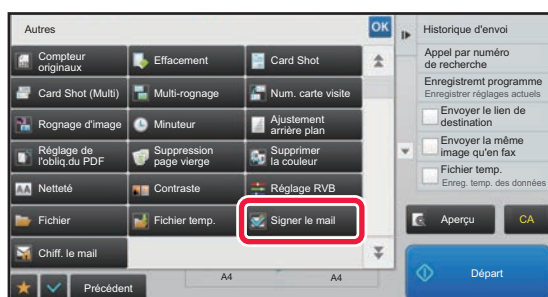 Autres
OK
Compteur
originaux
Effacement
Card Shot
Card Shot (Multi)
Multi-rognage
Num. carte visite
Rognage d'image
Minuteur
Ajustement
arrière plan
Réglage de
l'obliq.du PDF
Suppression
page vierge
Supprimer
la couleur
Netteté
Contraste
Réglage RVB
Fichier
Fichier temp.
Signer le mail
Chiff. le mail
Précédent
A4
A4
Historique d'envoi
Appel par numéro
de recherche
Enregistremt programme
Enregistrer réglages actuels
Envoyer le lien de
destination
Envoyer la même
image qu'en fax
Fichier temp.
Enreg. temp. des données
Aperçu
CA
Départ